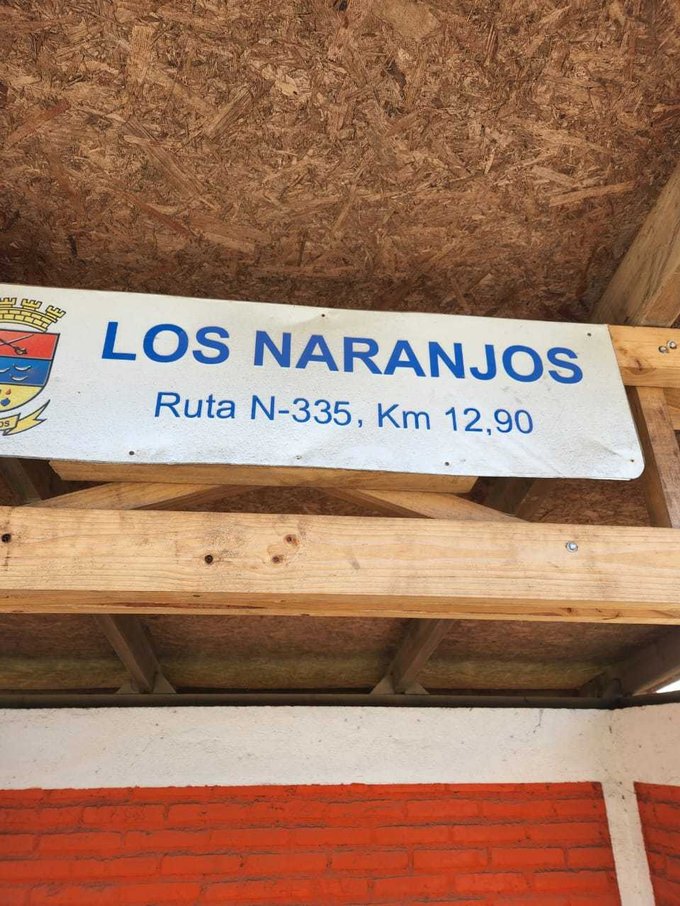 LOS NARANJOS
Ruta N-335, Km 12,90